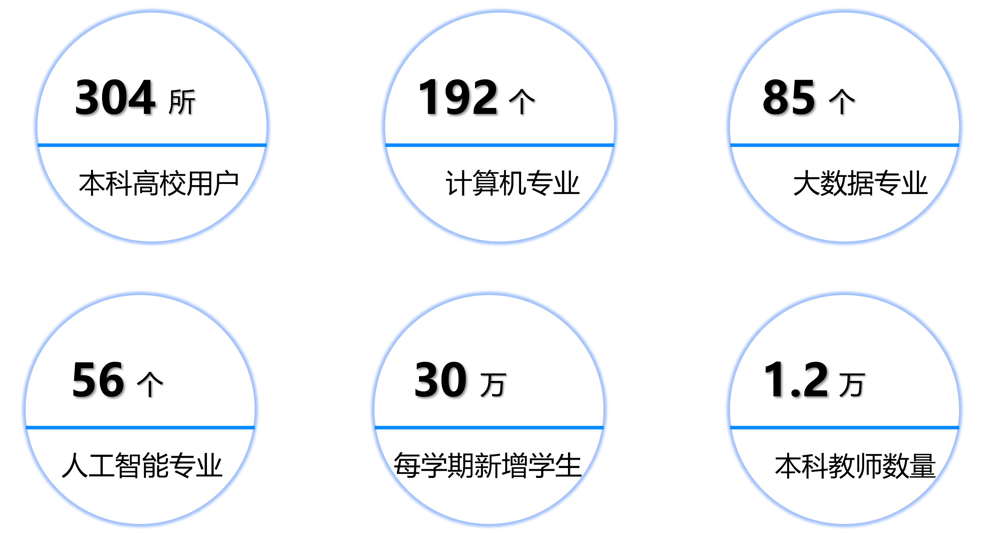 304 所
本科高校用户
192 个
计算机专业
85 个
大数据专业
56 个
人工智能专业
30 万
每学期新增学生
1.2 万
本科教师数量